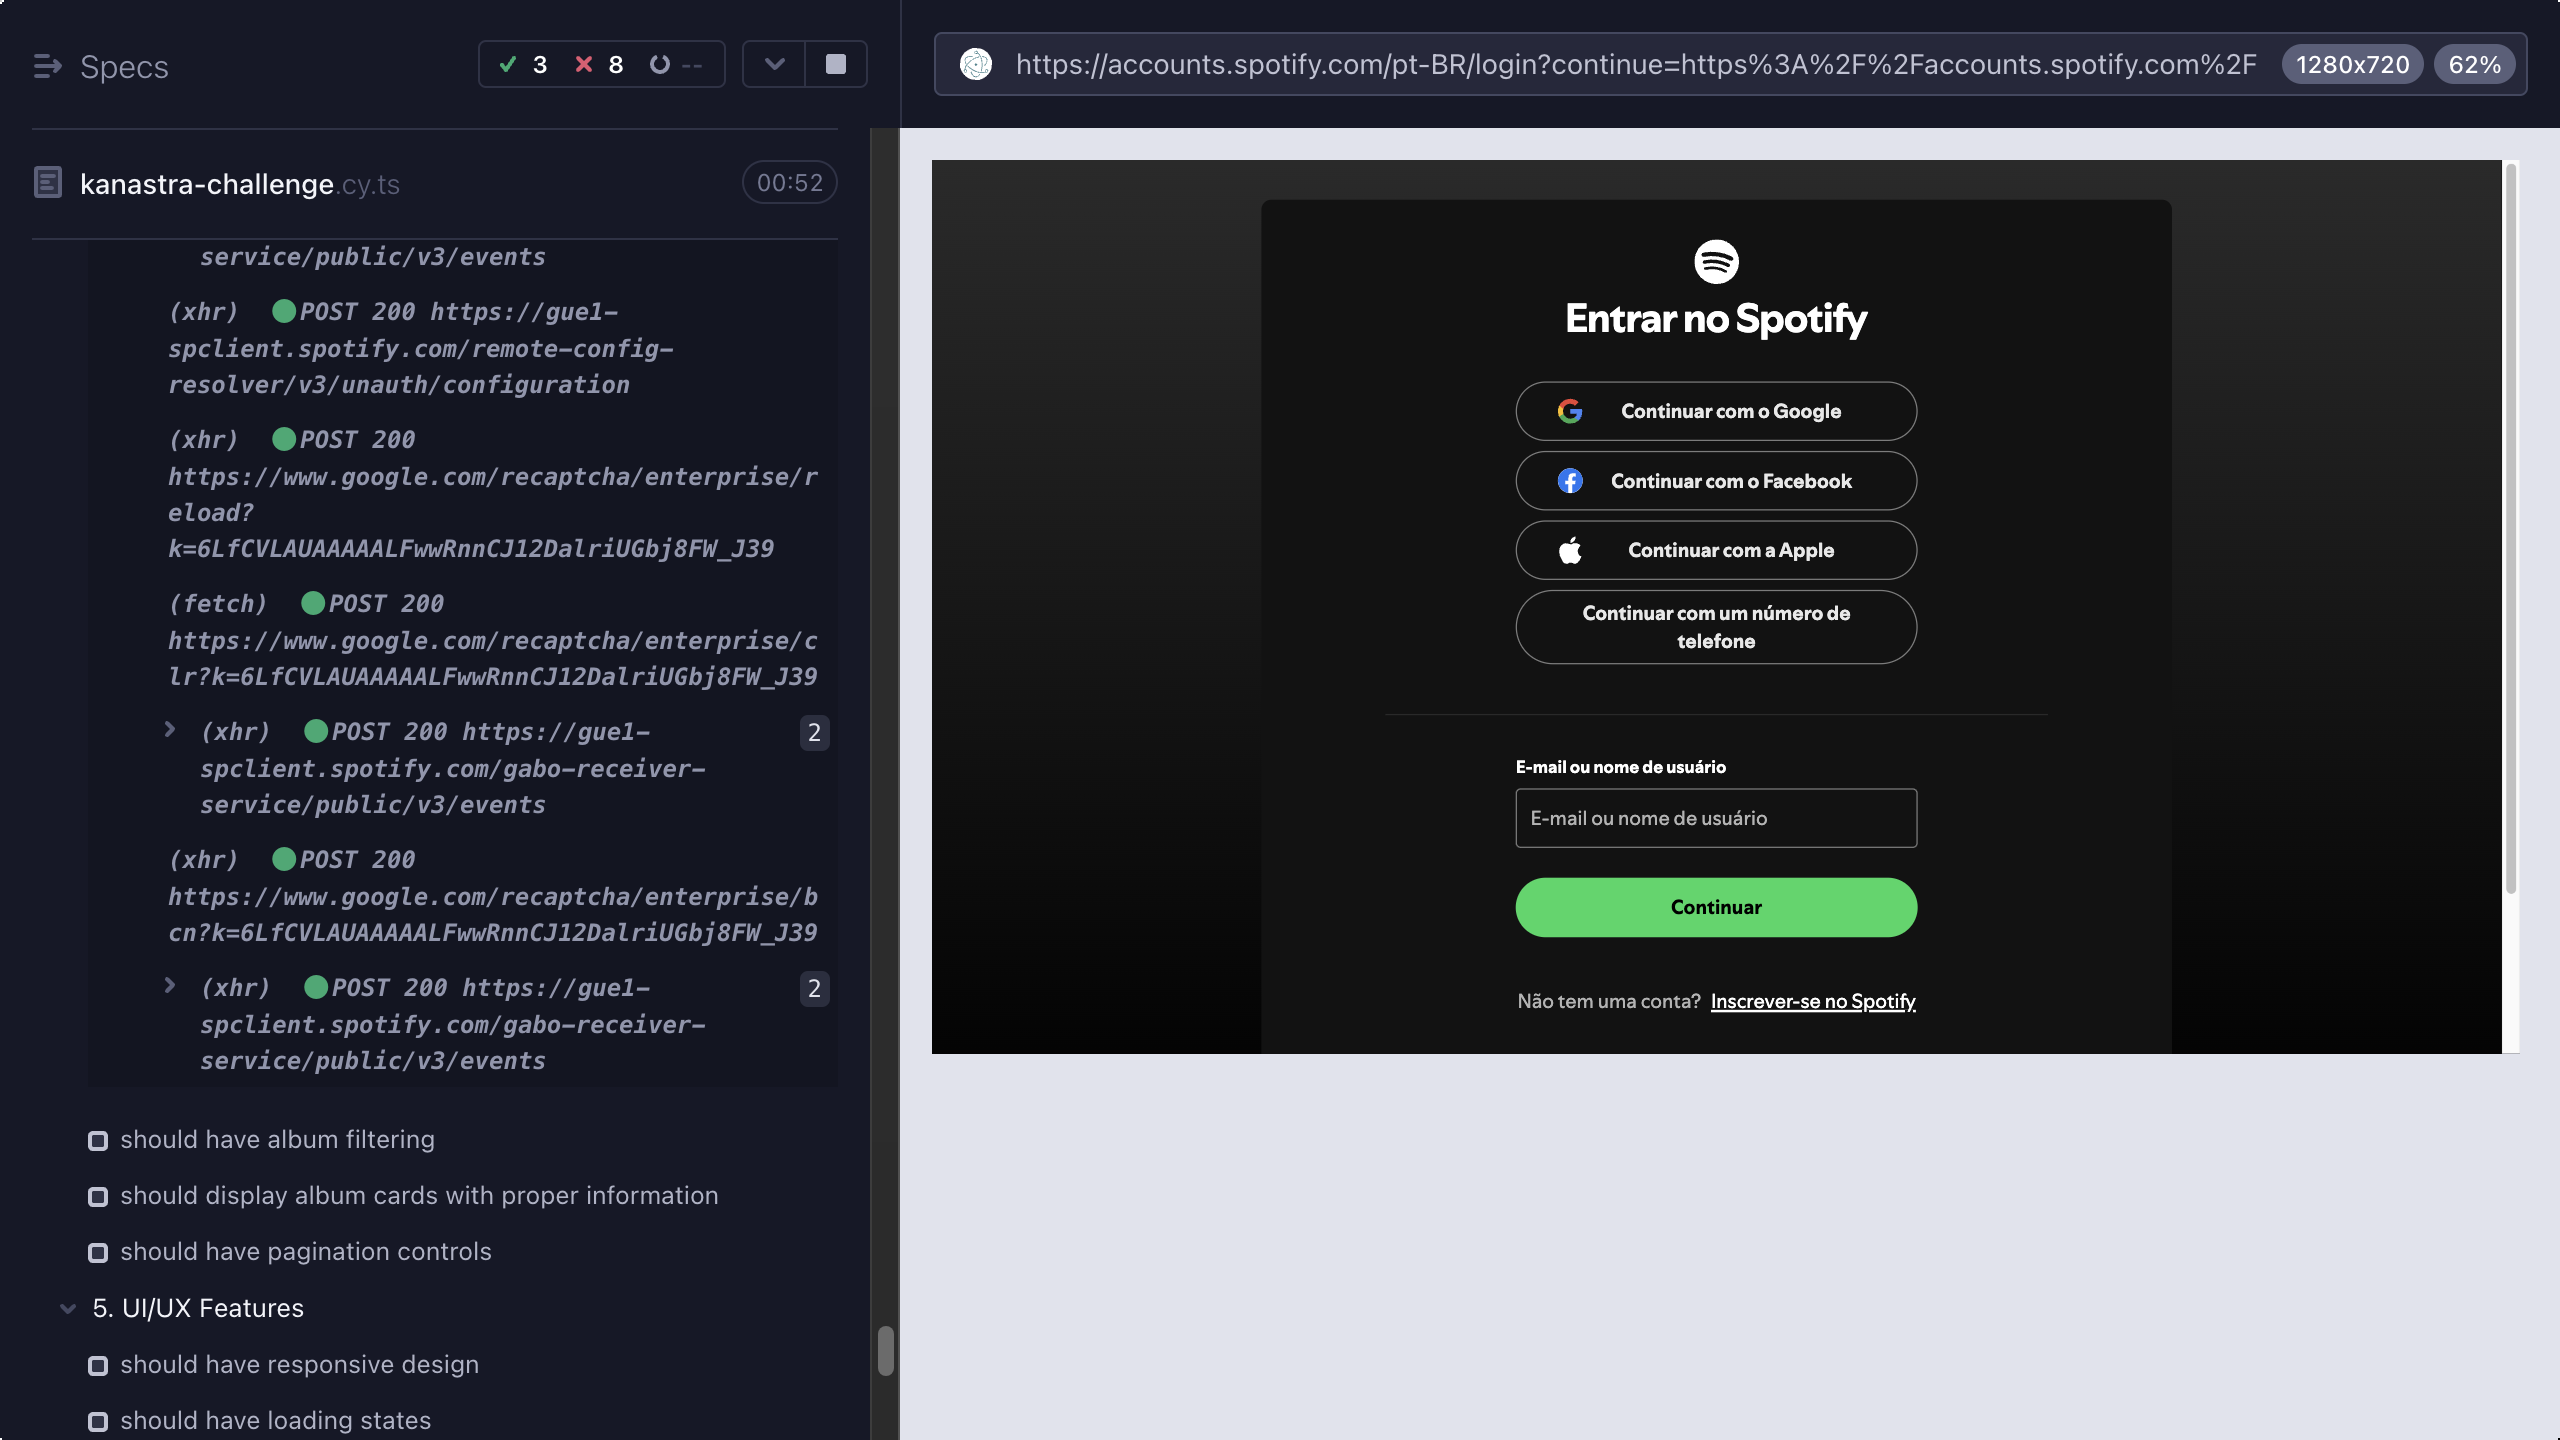 Specs
3
8
--
kanastra-challenge.cy.ts
00:52
service/public/v3/events
(xhr) POST 200 https://gue1-
spclient.spotify.com/remote-config-
resolver/v3/unauth/configuration
(xhr) POST 200
https://www.google.com/recaptcha/enterprise/r
eload?
k=6LfCVLAUAAAAALFwwRnnCJ12DalriUGbj8FW_J39
(fetch) POST 200
https://www.google.com/recaptcha/enterprise/c
lr?k=6LfCVLAUAAAAALFwwRnnCJ12DalriUGbj8FW_J39
(xhr) POST 200 https://gue1-
2
spclient.spotify.com/gabo-receiver-
service/public/v3/events
(xhr) POST 200
https://www.google.com/recaptcha/enterprise/b
cn?k=6LfCVLAUAAAAALFwwRnnCJ12DalriUGbj8FW_J39
(xhr) POST 200 https://gue1-
2
spclient.spotify.com/gabo-receiver-
service/public/v3/events
should have album filtering
should display album cards with proper information
should have pagination controls
5. UI/UX Features
should have responsive design
should have loading states
https://accounts.spotify.com/pt-BR/login?continue=https%3A%2F%2Faccounts.spotify.com%2F
1280x720
62%
Entrar no Spotify
Continuar com o Google
Continuar com o Facebook
Continuar com a Apple
Continuar com um número de
telefone
E-mail ou nome de usuário
E-mail ou nome de usuário
Continuar
Não tem uma conta? Inscrever-se no Spotify